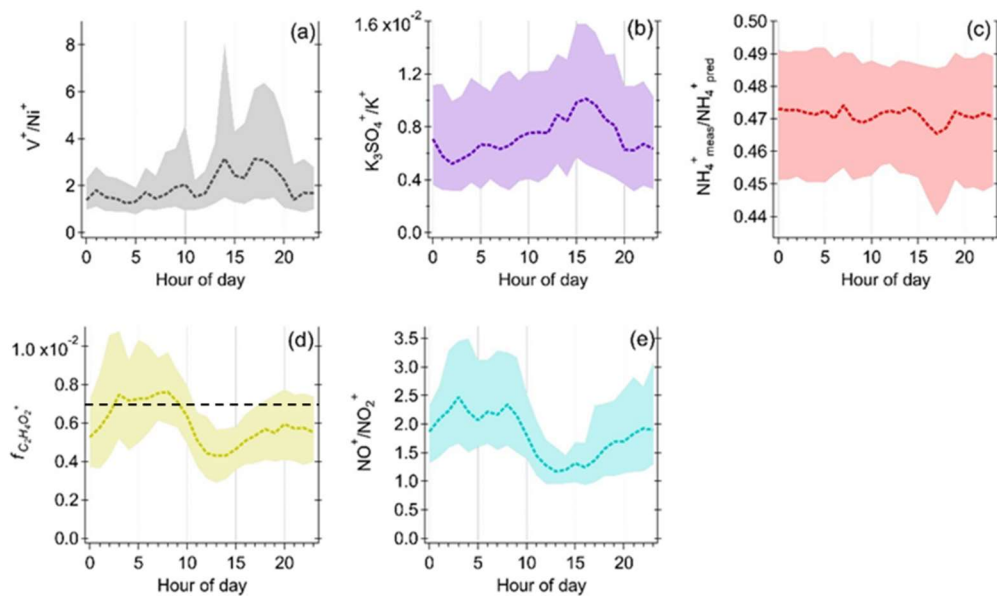 (a)
8
6
4
2
0
V⁺/Ni⁺
0 5 10 15 20
Hour of day
(b)
1.6 x10⁻²
1.2
0.8
0.4
0.0
K₃SO₄⁺/K⁺
0 5 10 15 20
Hour of day
(c)
0.50
0.49
0.48
0.47
0.46
0.45
0.44
NH₄⁺ meas/NH₄⁺ pred
0 5 10 15 20
Hour of day
(d)
1.0 x10⁻²
0.8
0.6
0.4
0.2
0.0
f C₂H₄O₂⁺
0 5 10 15 20
Hour of day
(e)
3.5
3.0
2.5
2.0
1.5
1.0
0.5
0.0
NO⁺/NO₂⁺
0 5 10 15 20
Hour of day